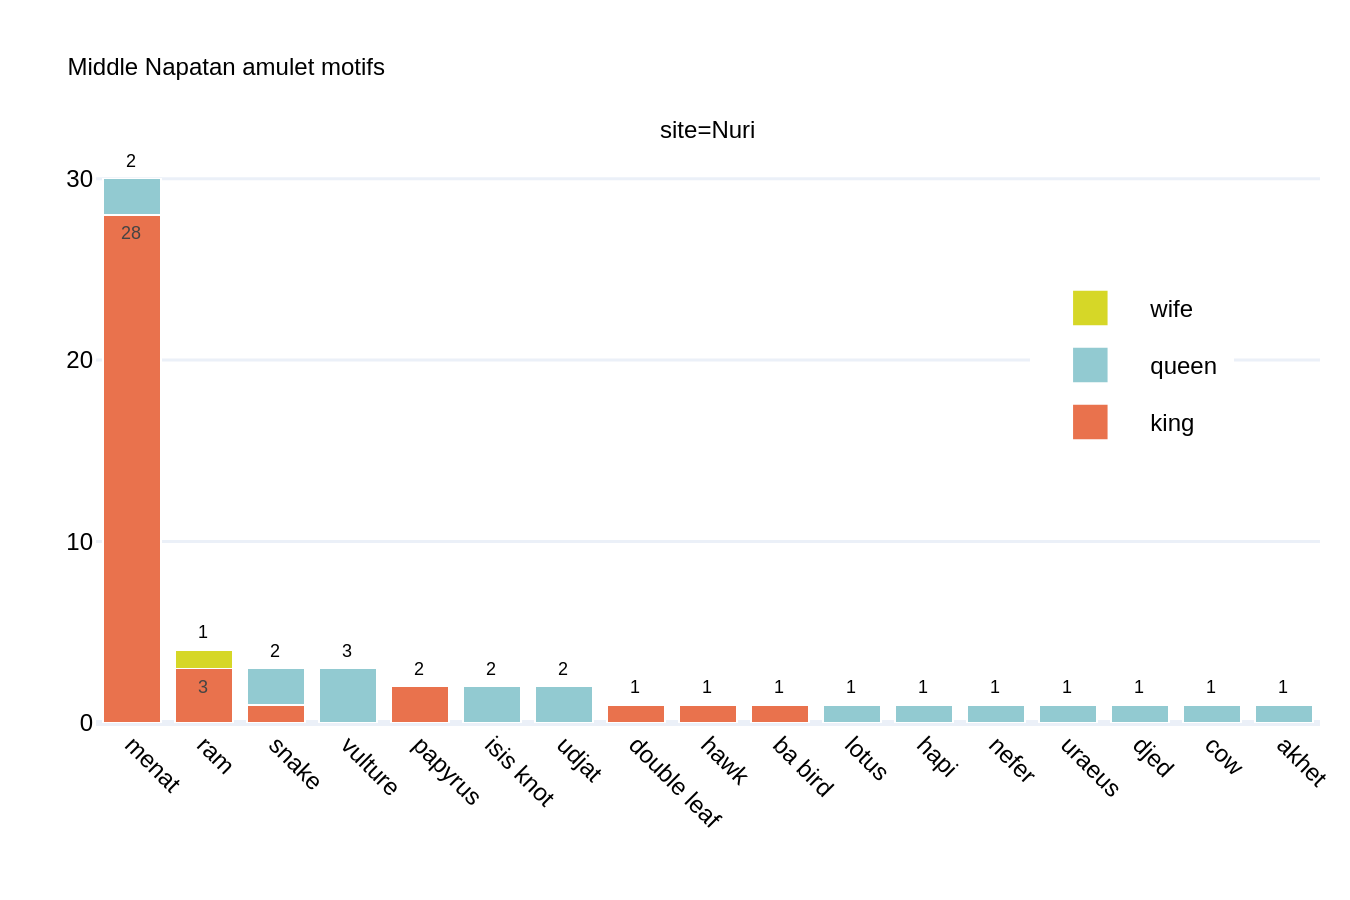 Middle Napatan amulet motifs
site=Nuri
2
30
28
wife
20
queen
king
10
1
2
3
2
2
2
3
1
1
1
1
1
1
1
1
1
1
0
menat
ram
snake
vulture
papyrus
isis knot
udjat
double leaf
hawk
ba bird
lotus
hapi
nefer
uraeus
djed
cow
akhet